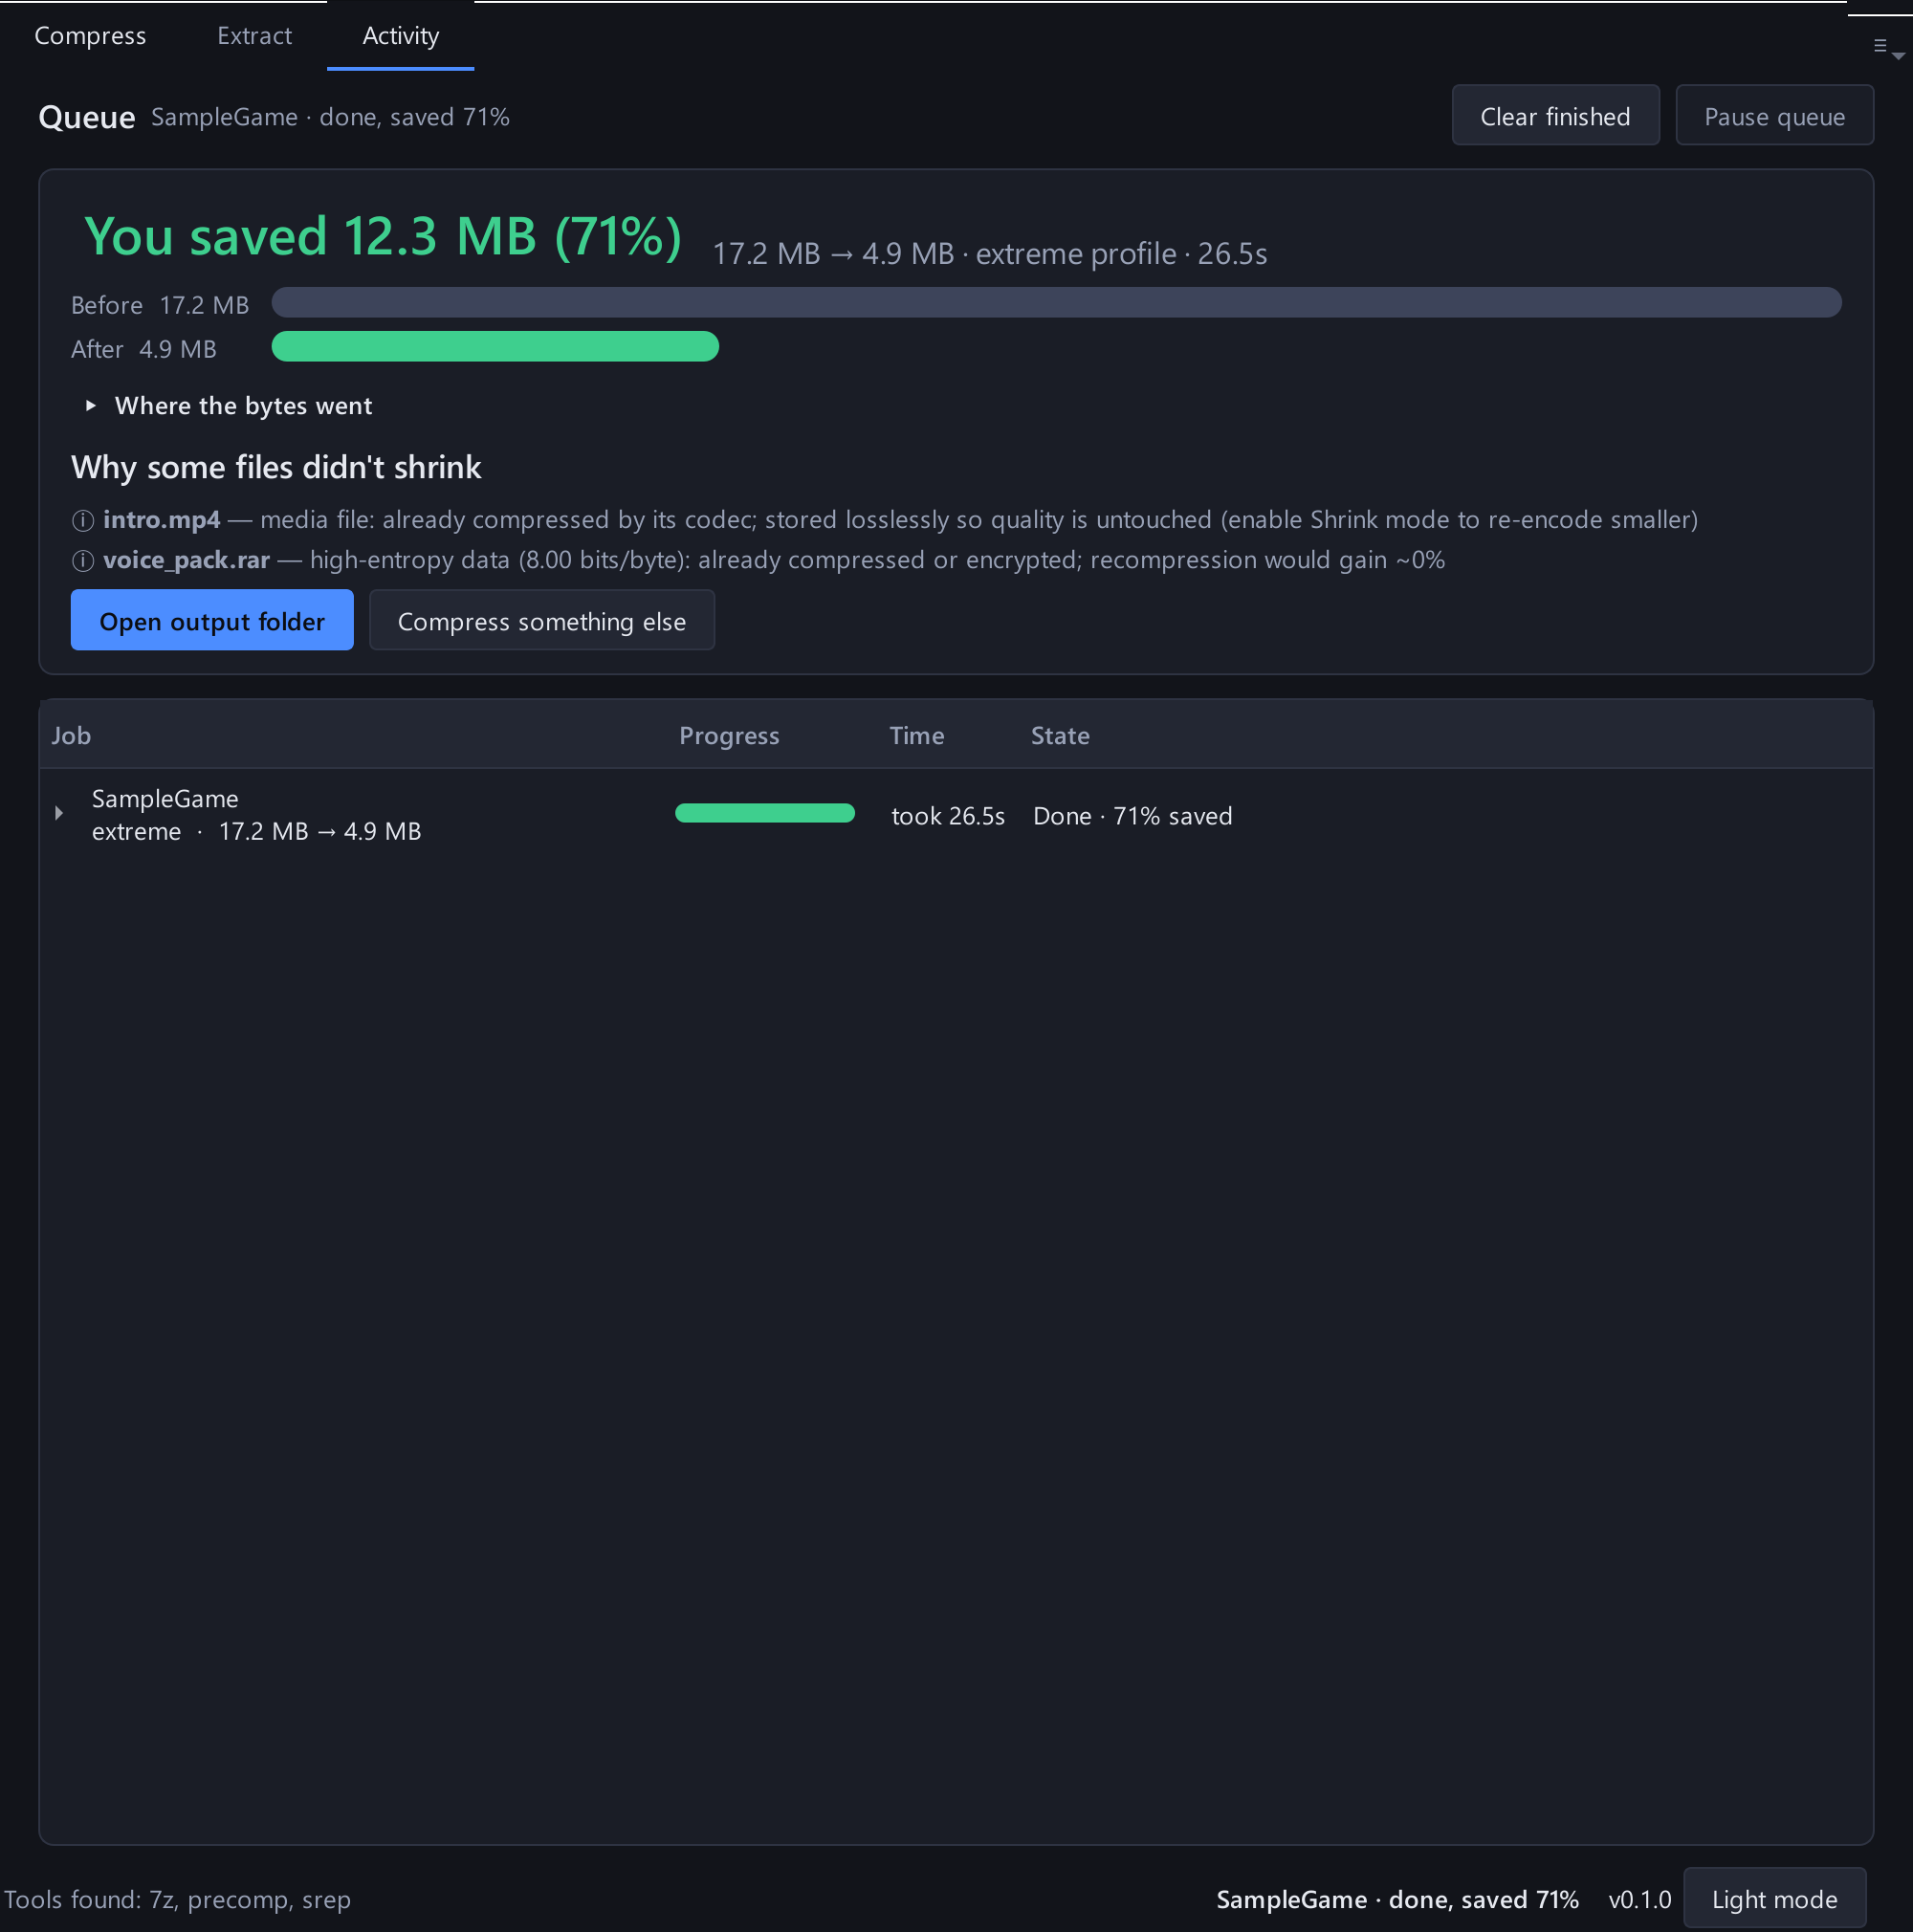 Compress Extract Activity
Queue SampleGame · done, saved 71% Clear finished Pause queue
You saved 12.3 MB (71%) 17.2 MB → 4.9 MB · extreme profile · 26.5s
Before 17.2 MB
After 4.9 MB
Where the bytes went
Why some files didn't shrink
ⓘ intro.mp4 — media file: already compressed by its codec; stored losslessly so quality is untouched (enable Shrink mode to re-encode smaller)
ⓘ voice_pack.rar — high-entropy data (8.00 bits/byte): already compressed or encrypted; recompression would gain ~0%
Open output folder Compress something else
Job Progress Time State
SampleGame
extreme · 17.2 MB → 4.9 MB took 26.5s Done · 71% saved
Tools found: 7z, precomp, srep SampleGame · done, saved 71% v0.1.0 Light mode